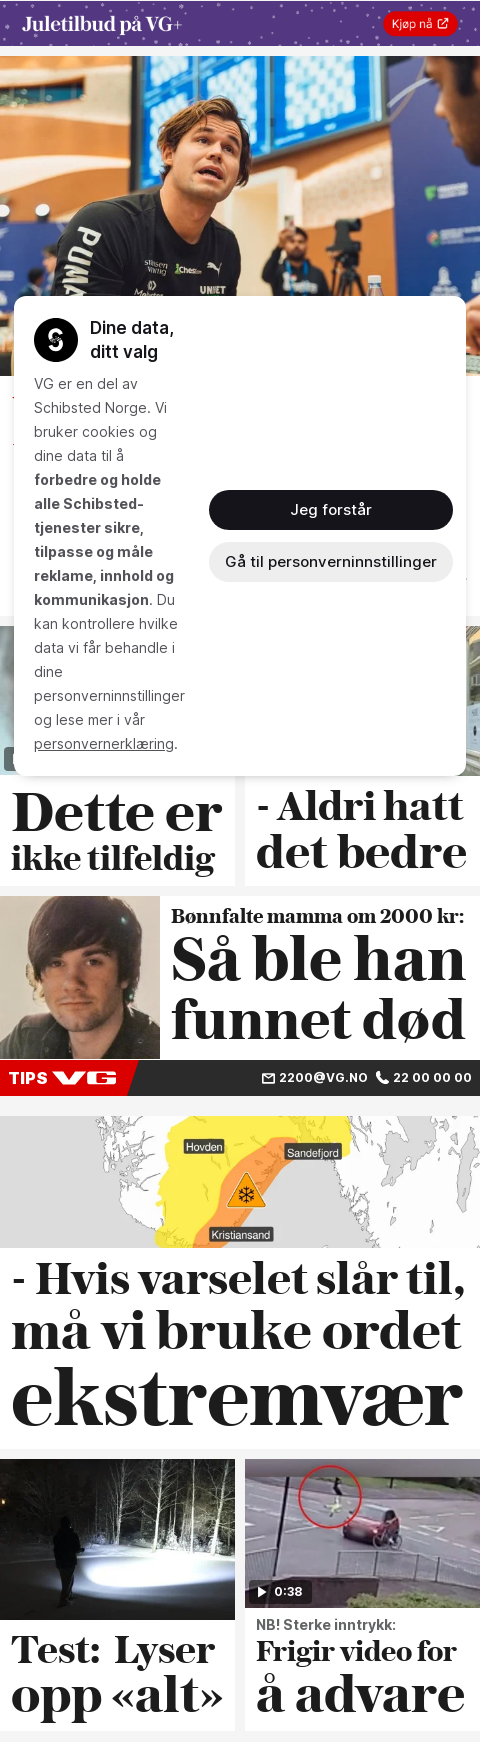 Juletilbud på VG+
Kjøp nå
PUMA
UNIBET
Dine data,
ditt valg
VG er en del av
Schibsted Norge. Vi
bruker cookies og
dine data til å
forbedre og holde
alle Schibsted-
tjenester sikre,
tilpasse og måle
reklame, innhold og
kommunikasjon. Du
kan kontrollere hvilke
data vi får behandle i
dine
personverninnstillinger
og lese mer i vår
personvernerklæring.
Jeg forstår
Gå til personverninnstillinger
Dette er
ikke tilfeldig
- Aldri hatt
det bedre
Bønnfalte mamma om 2000 kr:
Så ble han
funnet død
TIPS VG
2200@VG.NO 22 00 00 00
Hovden
Sandefjord
Kristiansand
- Hvis varselet slår til,
må vi bruke ordet
ekstremvær
Test: Lyser
opp «alt»
0:38
NB! Sterke inntrykk:
Frigir video for
å advare